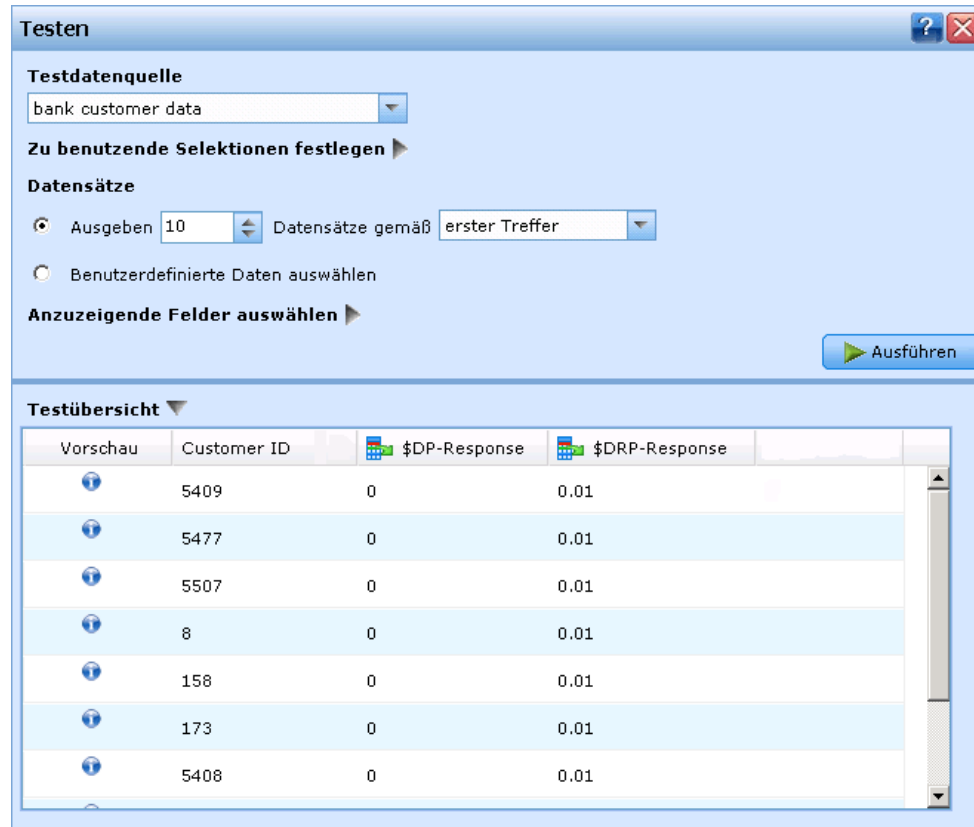 Testen
Testdatenquelle
bank customer data
Zu benutzende Selektionen festlegen
Datensätze
Ausgeben 10 Datensätze gemäß erster Treffer
Benutzerdefinierte Daten auswählen
Anzuzeigende Felder auswählen
Ausführen
Testübersicht
Vorschau Customer ID $DP-Response $DRP-Response
5409 0 0.01
5477 0 0.01
5507 0 0.01
8 0 0.01
158 0 0.01
173 0 0.01
5408 0 0.01